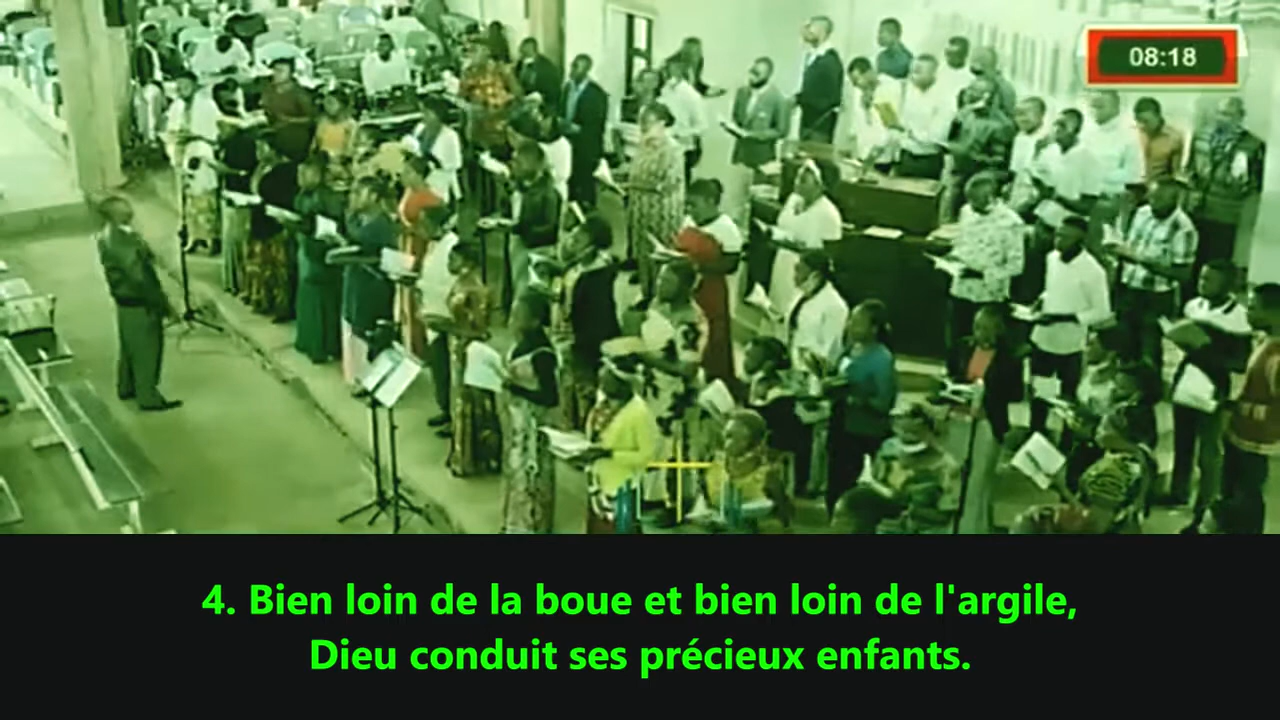 08:18
4. Bien loin de la boue et bien loin de l'argile,
Dieu conduit ses précieux enfants.